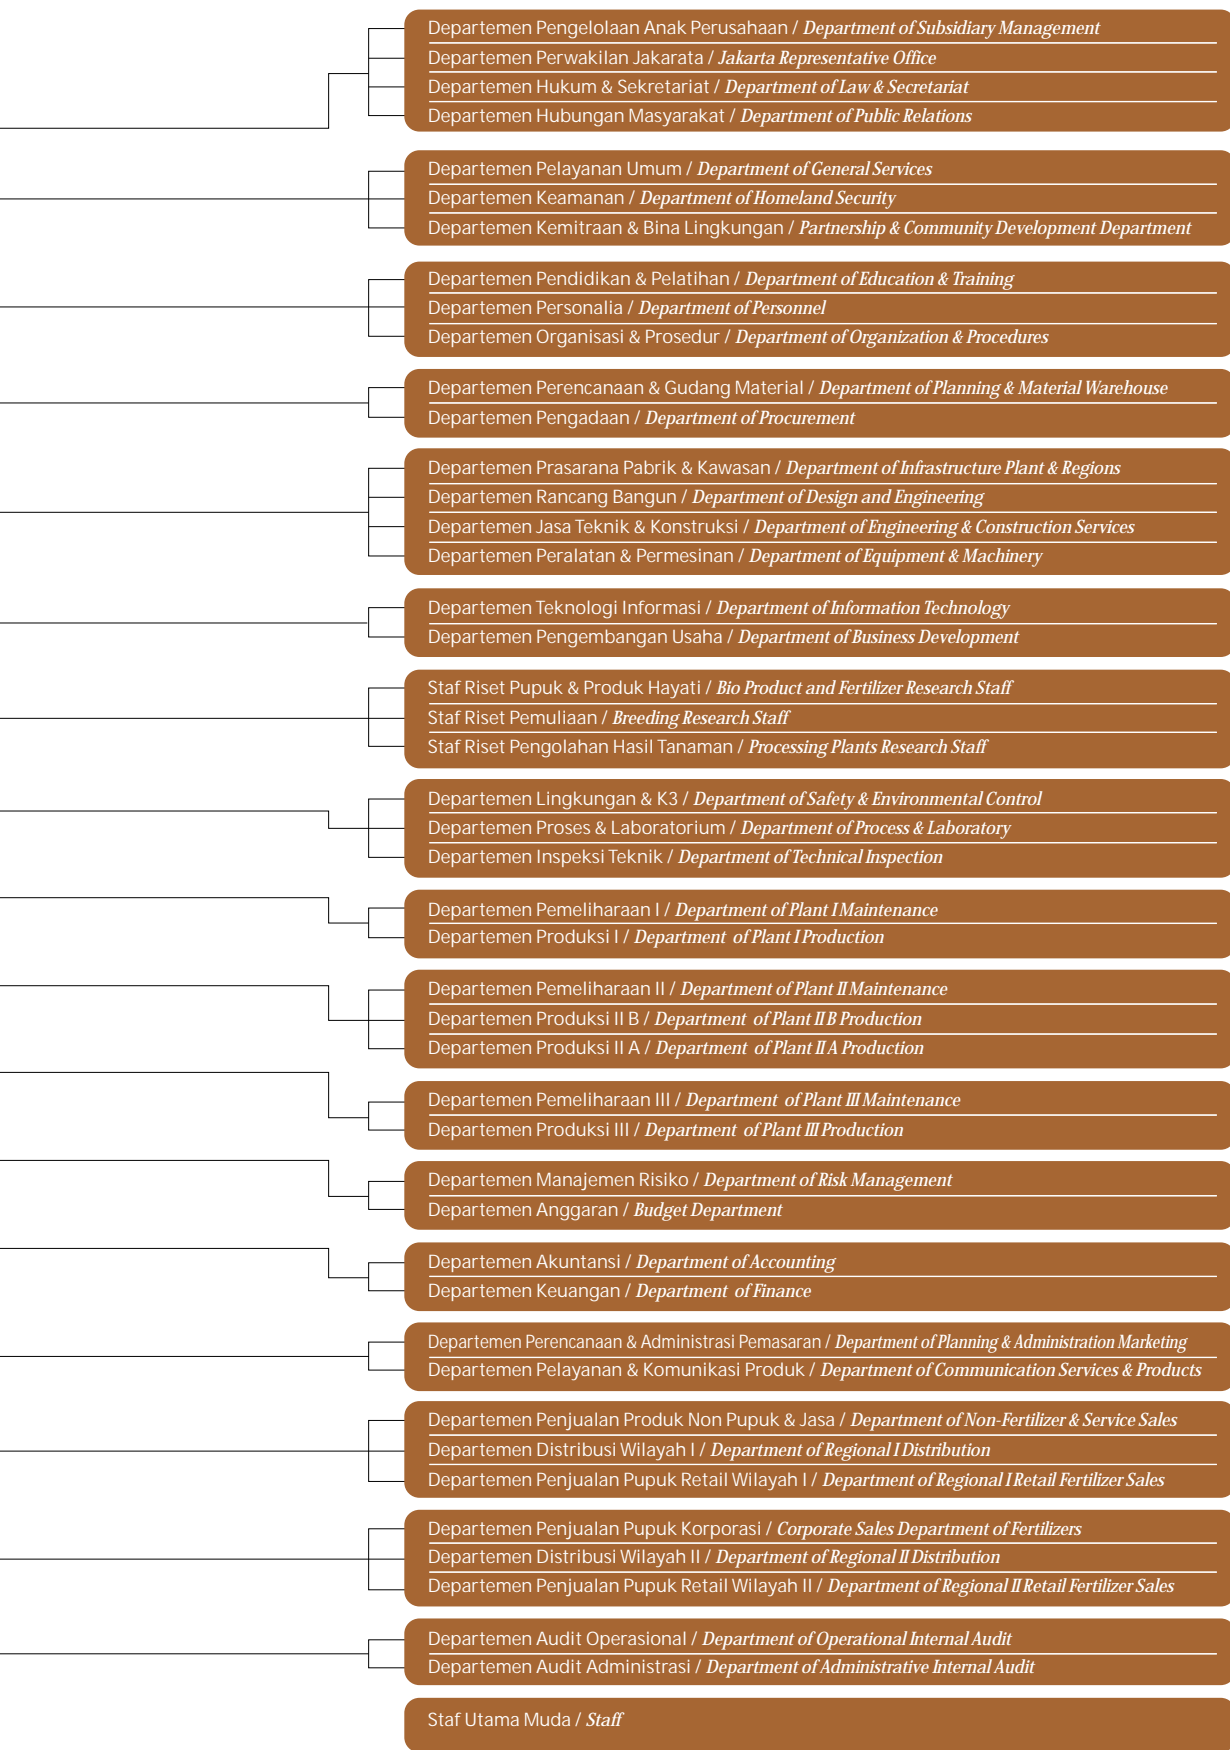 Departemen Pengelolaan Anak Perusahaan / Department of Subsidiary Management
Departemen Perwakilan Jakarata / Jakarta Representative Office
Departemen Hukum & Sekretariat / Department of Law & Secretariat
Departemen Hubungan Masyarakat / Department of Public Relations
Departemen Pelayanan Umum / Department of General Services
Departemen Keamanan / Department of Homeland Security
Departemen Kemitraan & Bina Lingkungan / Partnership & Community Development Department
Departemen Pendidikan & Pelatihan / Department of Education & Training
Departemen Personalia / Department of Personnel
Departemen Organisasi & Prosedur / Department of Organization & Procedures
Departemen Perencanaan & Gudang Material / Department of Planning & Material Warehouse
Departemen Pengadaan / Department of Procurement
Departemen Prasarana Pabrik & Kawasan / Department of Infrastructure Plant & Regions
Departemen Rancang Bangun / Department of Design and Engineering
Departemen Jasa Teknik & Konstruksi / Department of Engineering & Construction Services
Departemen Peralatan & Permesinan / Department of Equipment & Machinery
Departemen Teknologi Informasi / Department of Information Technology
Departemen Pengembangan Usaha / Department of Business Development
Staf Riset Pupuk & Produk Hayati / Bio Product and Fertilizer Research Staff
Staf Riset Pemuliaan / Breeding Research Staff
Staf Riset Pengolahan Hasil Tanaman / Processing Plants Research Staff
Departemen Lingkungan & K3 / Department of Safety & Environmental Control
Departemen Proses & Laboratorium / Department of Process & Laboratory
Departemen Inspeksi Teknik / Department of Technical Inspection
Departemen Pemeliharaan I / Department of Plant I Maintenance
Departemen Produksi I / Department of Plant I Production
Departemen Pemeliharaan II / Department of Plant II Maintenance
Departemen Produksi II B / Department of Plant II B Production
Departemen Produksi II A / Department of Plant II A Production
Departemen Pemeliharaan III / Department of Plant III Maintenance
Departemen Produksi III / Department of Plant III Production
Departemen Manajemen Risiko / Department of Risk Management
Departemen Anggaran / Budget Department
Departemen Akuntansi / Department of Accounting
Departemen Keuangan / Department of Finance
Departemen Perencanaan & Administrasi Pemasaran / Department of Planning & Administration Marketing
Departemen Pelayanan & Komunikasi Produk / Department of Communication Services & Products
Departemen Penjualan Produk Non Pupuk & Jasa / Department of Non-Fertilizer & Service Sales
Departemen Distribusi Wilayah I / Department of Regional I Distribution
Departemen Penjualan Pupuk Retail Wilayah I / Department of Regional I Retail Fertilizer Sales
Departemen Penjualan Pupuk Korporasi / Corporate Sales Department of Fertilizers
Departemen Distribusi Wilayah II / Department of Regional II Distribution
Departemen Penjualan Pupuk Retail Wilayah II / Department of Regional II Retail Fertilizer Sales
Departemen Audit Operasional / Department of Operational Internal Audit
Departemen Audit Administrasi / Department of Administrative Internal Audit
Staf Utama Muda / Staff